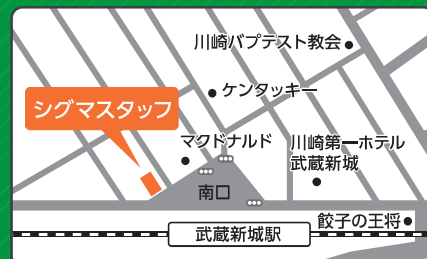 川崎バプテスト教会
ケンタッキー
シグマスタッフ
マクドナルド
川崎第一ホテル
武蔵新城
南口
餃子の王将
武蔵新城駅